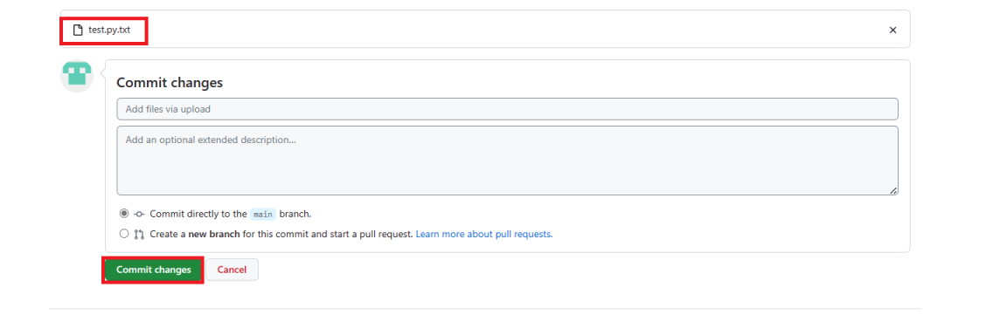 test.py.txt
Commit changes
Add files via upload
Add an optional extended description...
Commit directly to the main branch.
Create a new branch for this commit and start a pull request. Learn more about pull requests.
Commit changes Cancel